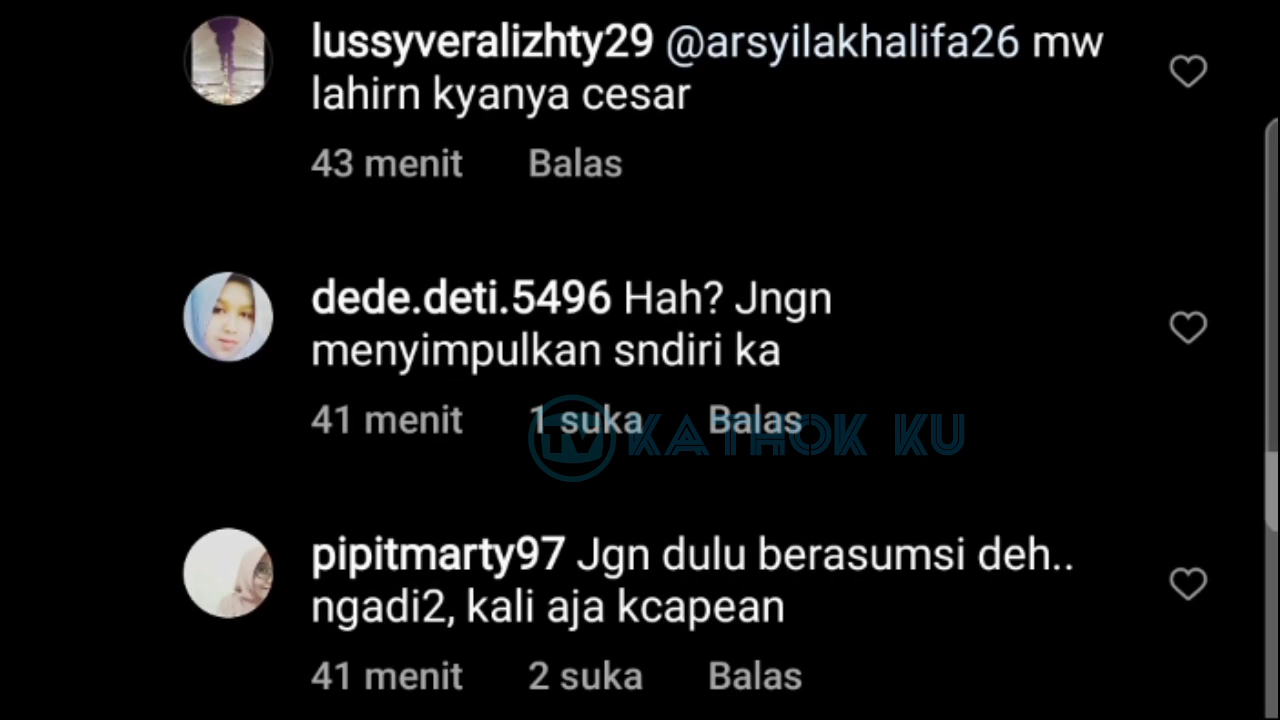 lussyveralizhty29 @arsyilakhalifa26 mw
lahirn kyanya cesar
43 menit Balas
dede.deti.5496 Hah? Jngn
menyimpulkan sndiri ka
41 menit 1 suka Balas
TV KATHOK KU
pipitmarty97 Jgn dulu berasumsi deh..
ngadi2, kali aja kcapean
41 menit 2 suka Balas